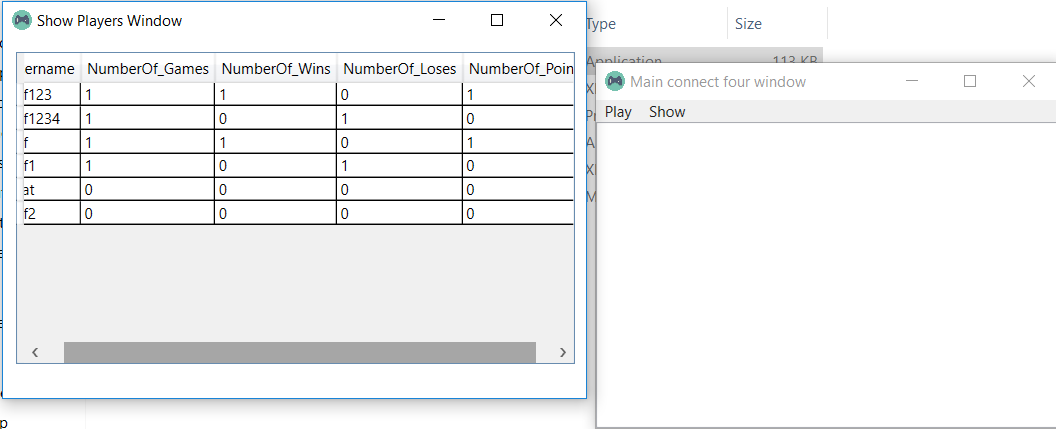 Show Players Window
ername NumberOf_Games NumberOf_Wins NumberOf_Loses NumberOf_Poin
f123 1 1 0 1
f1234 1 0 1 0
f 1 1 0 1
f1 1 0 1 0
at 0 0 0 0
f2 0 0 0 0
Type Size
Application 113 KB
Main connect four window
Play Show